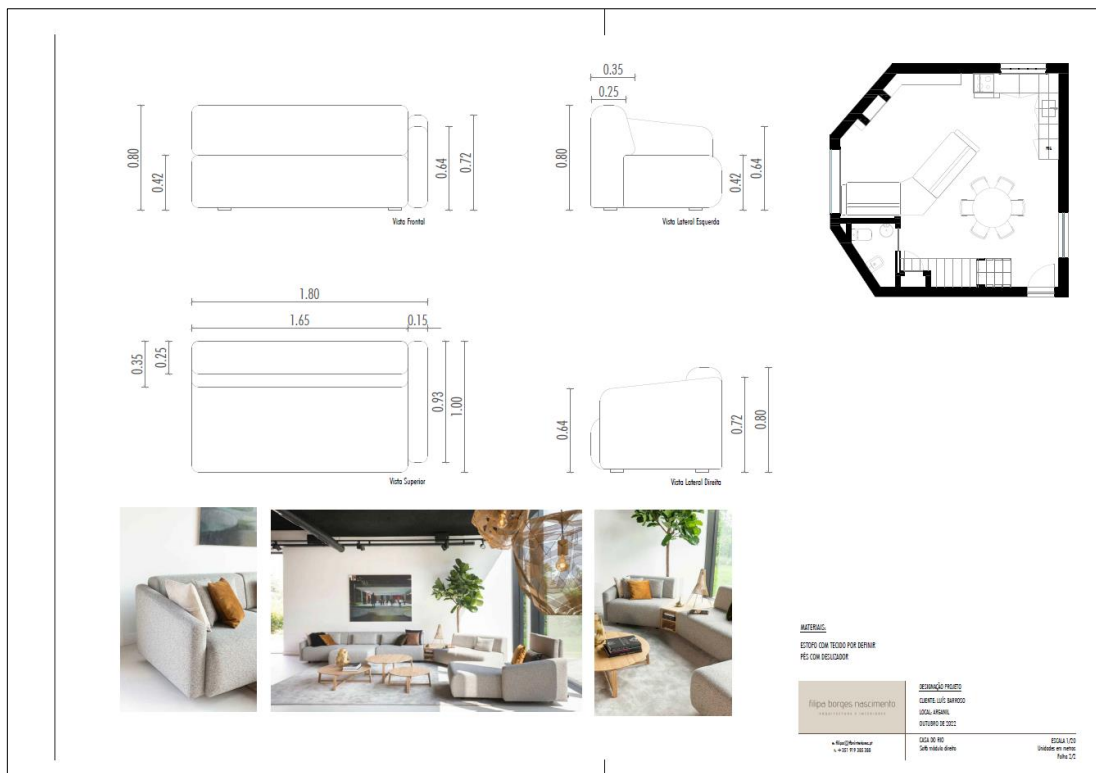 0.80
0.42
0.64
0.72
Vista Frontal
0.35
0.25
0.80
0.42
0.64
Vista Lateral Esquerda
1.80
1.65
0.15
0.35
0.25
0.93
1.00
Vista Superior
0.64
0.72
0.80
Vista Lateral Direita
MATERIAIS:
ESTOFO COM TECIDO POR DEFINIR
PÉS COM DESLIZADOR
filipa borges nascimento
ARQUITETURA E INTERIORES
DESIGNAÇÃO PROJETO
CLIENTE: LUÍS BARROSO
LOCAL: ARGANIL
OUTUBRO DE 2022
CASA DO RIO
Sofá módulo direito
ESCALA 1/20
Unidades em metros
Folha 2/2